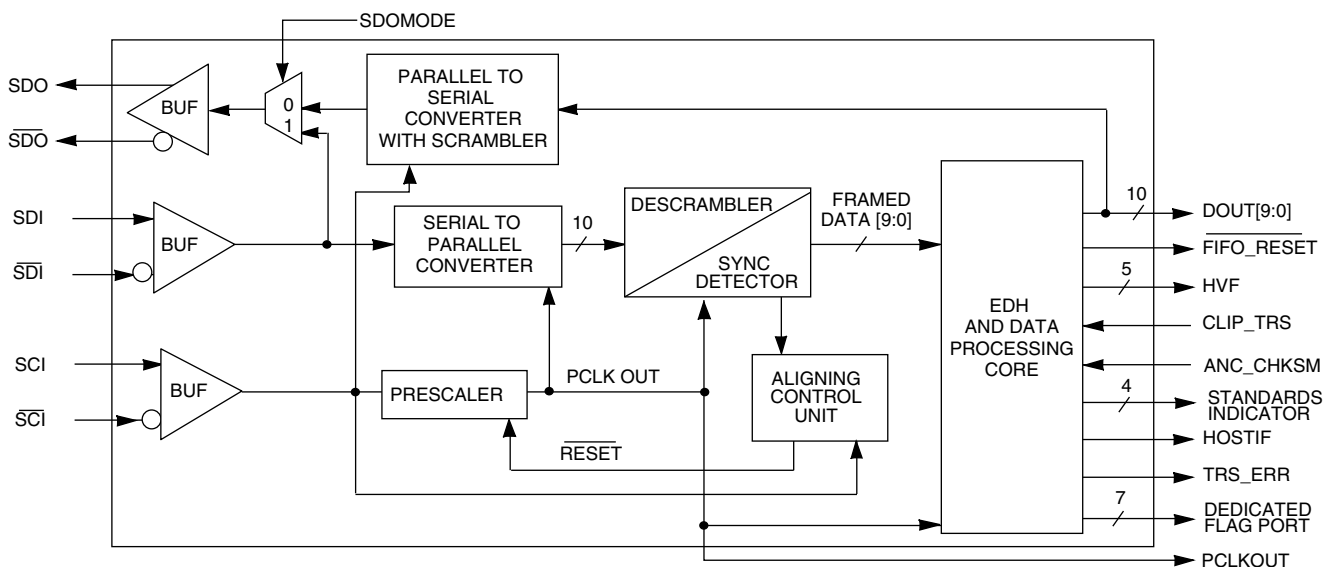 SDOMODE
SDO
SDO
BUF
0
1
PARALLEL TO
SERIAL
CONVERTER
WITH SCRAMBLER
SDI
SDI
BUF
SERIAL TO
PARALLEL
CONVERTER
10
DESCRAMBLER
SYNC
DETECTOR
FRAMED
DATA [9:0]
SCI
SCI
BUF
PRESCALER
PCLK OUT
RESET
ALIGNING
CONTROL
UNIT
EDH
AND DATA
PROCESSING
CORE
10
DOUT[9:0]
FIFO_RESET
5
HVF
CLIP_TRS
ANC_CHKSM
4
STANDARDS
INDICATOR
HOSTIF
TRS_ERR
7
DEDICATED
FLAG PORT
PCLKOUT